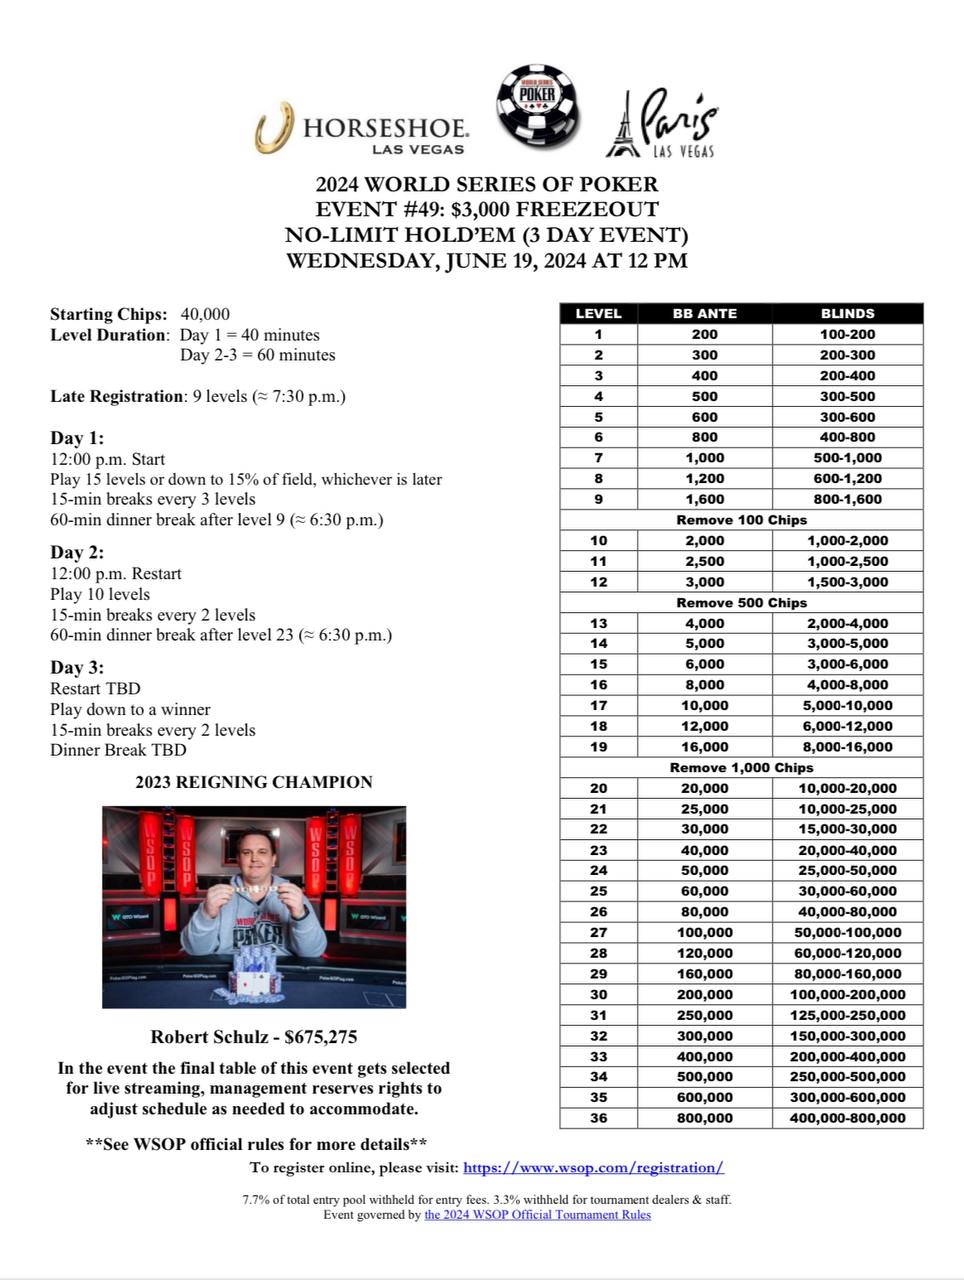 HORSESHOE®
LAS VEGAS
WORLD SERIES
POKER
Paris
LAS VEGAS
2024 WORLD SERIES OF POKER
EVENT #49: $3,000 FREEZEOUT
NO-LIMIT HOLD’EM (3 DAY EVENT)
WEDNESDAY, JUNE 19, 2024 AT 12 PM
Starting Chips: 40,000
Level Duration: Day 1 = 40 minutes
Day 2-3 = 60 minutes
Late Registration: 9 levels (≈ 7:30 p.m.)
Day 1:
12:00 p.m. Start
Play 15 levels or down to 15% of field, whichever is later
15-min breaks every 3 levels
60-min dinner break after level 9 (≈ 6:30 p.m.)
Day 2:
12:00 p.m. Restart
Play 10 levels
15-min breaks every 2 levels
60-min dinner break after level 23 (≈ 6:30 p.m.)
Day 3:
Restart TBD
Play down to a winner
15-min breaks every 2 levels
Dinner Break TBD
2023 REIGNING CHAMPION
WSOP
WSOP
WSOP
WSOP
GTO Wizard
GTO Wizard
POKER
PokerGO.com
Robert Schulz - $675,275
In the event the final table of this event gets selected
for live streaming, management reserves rights to
adjust schedule as needed to accommodate.
**See WSOP official rules for more details**
LEVEL BB ANTE BLINDS
1 200 100-200
2 300 200-300
3 400 200-400
4 500 300-500
5 600 300-600
6 800 400-800
7 1,000 500-1,000
8 1,200 600-1,200
9 1,600 800-1,600
Remove 100 Chips
10 2,000 1,000-2,000
11 2,500 1,000-2,500
12 3,000 1,500-3,000
Remove 500 Chips
13 4,000 2,000-4,000
14 5,000 3,000-5,000
15 6,000 3,000-6,000
16 8,000 4,000-8,000
17 10,000 5,000-10,000
18 12,000 6,000-12,000
19 16,000 8,000-16,000
Remove 1,000 Chips
20 20,000 10,000-20,000
21 25,000 10,000-25,000
22 30,000 15,000-30,000
23 40,000 20,000-40,000
24 50,000 25,000-50,000
25 60,000 30,000-60,000
26 80,000 40,000-80,000
27 100,000 50,000-100,000
28 120,000 60,000-120,000
29 160,000 80,000-160,000
30 200,000 100,000-200,000
31 250,000 125,000-250,000
32 300,000 150,000-300,000
33 400,000 200,000-400,000
34 500,000 250,000-500,000
35 600,000 300,000-600,000
36 800,000 400,000-800,000
To register online, please visit: https://www.wsop.com/registration/
7.7% of total entry pool withheld for entry fees. 3.3% withheld for tournament dealers & staff.
Event governed by the 2024 WSOP Official Tournament Rules